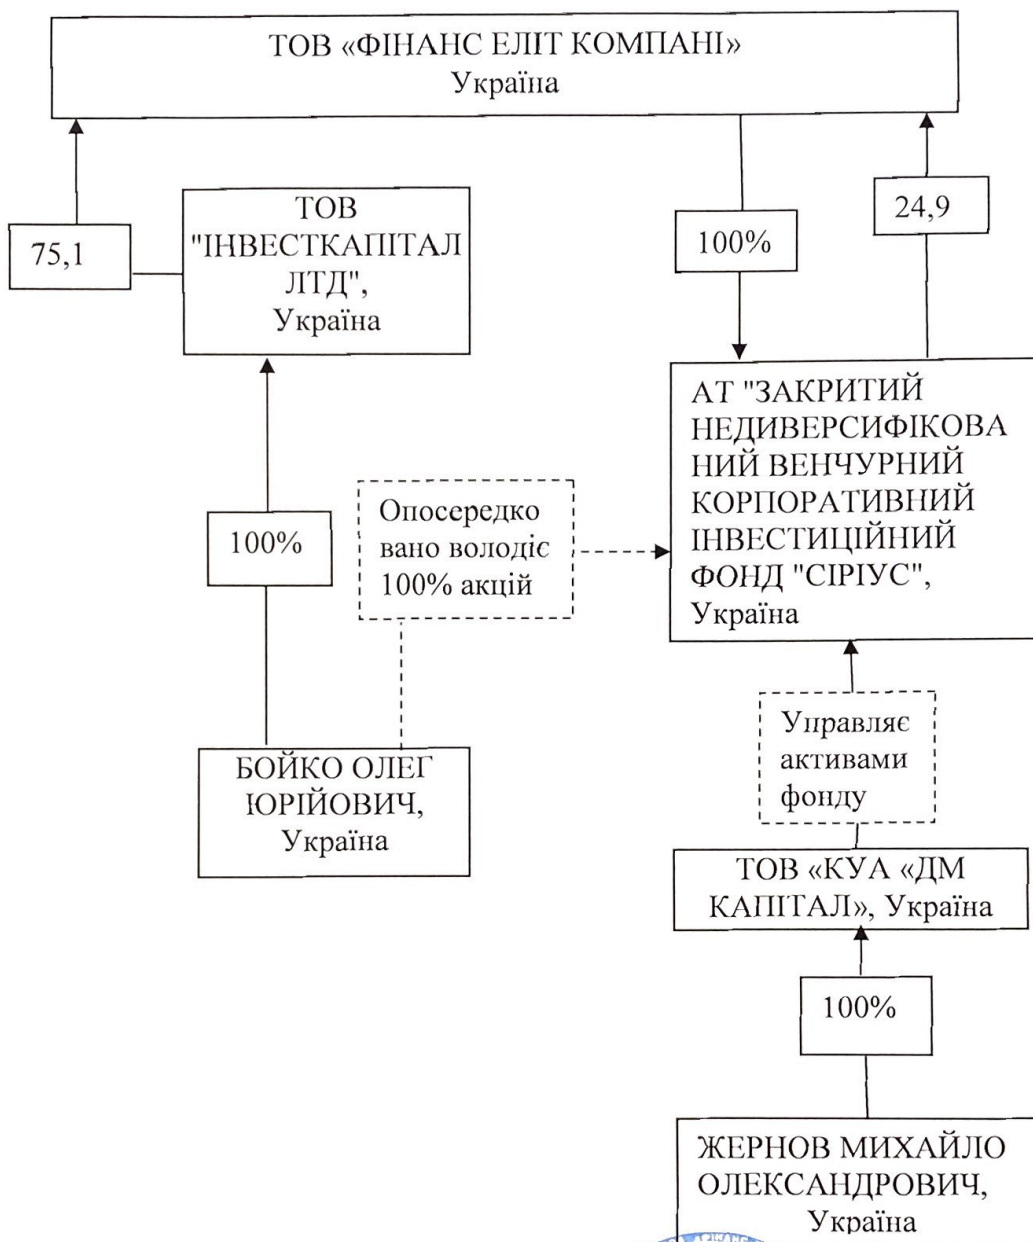 ТОВ «ФІНАНС ЕЛІТ КОМПАНІ»
Україна
75,1
ТОВ
"ІНВЕСТКАПІТАЛ
ЛТД",
Україна
100%
24,9
АТ "ЗАКРИТИЙ
НЕДИВЕРСИФІКОВА
НИЙ ВЕНЧУРНИЙ
КОРПОРАТИВНИЙ
ІНВЕСТИЦІЙНИЙ
ФОНД "СІРІУС",
Україна
100%
Опосередко
вано володіє
100% акцій
Управляє
активами
фонду
БОЙКО ОЛЕГ
ЮРІЙОВИЧ,
Україна
ТОВ «КУА «ДМ
КАПІТАЛ», Україна
100%
ЖЕРНОВ МИХАЙЛО
ОЛЕКСАНДРОВИЧ,
Україна